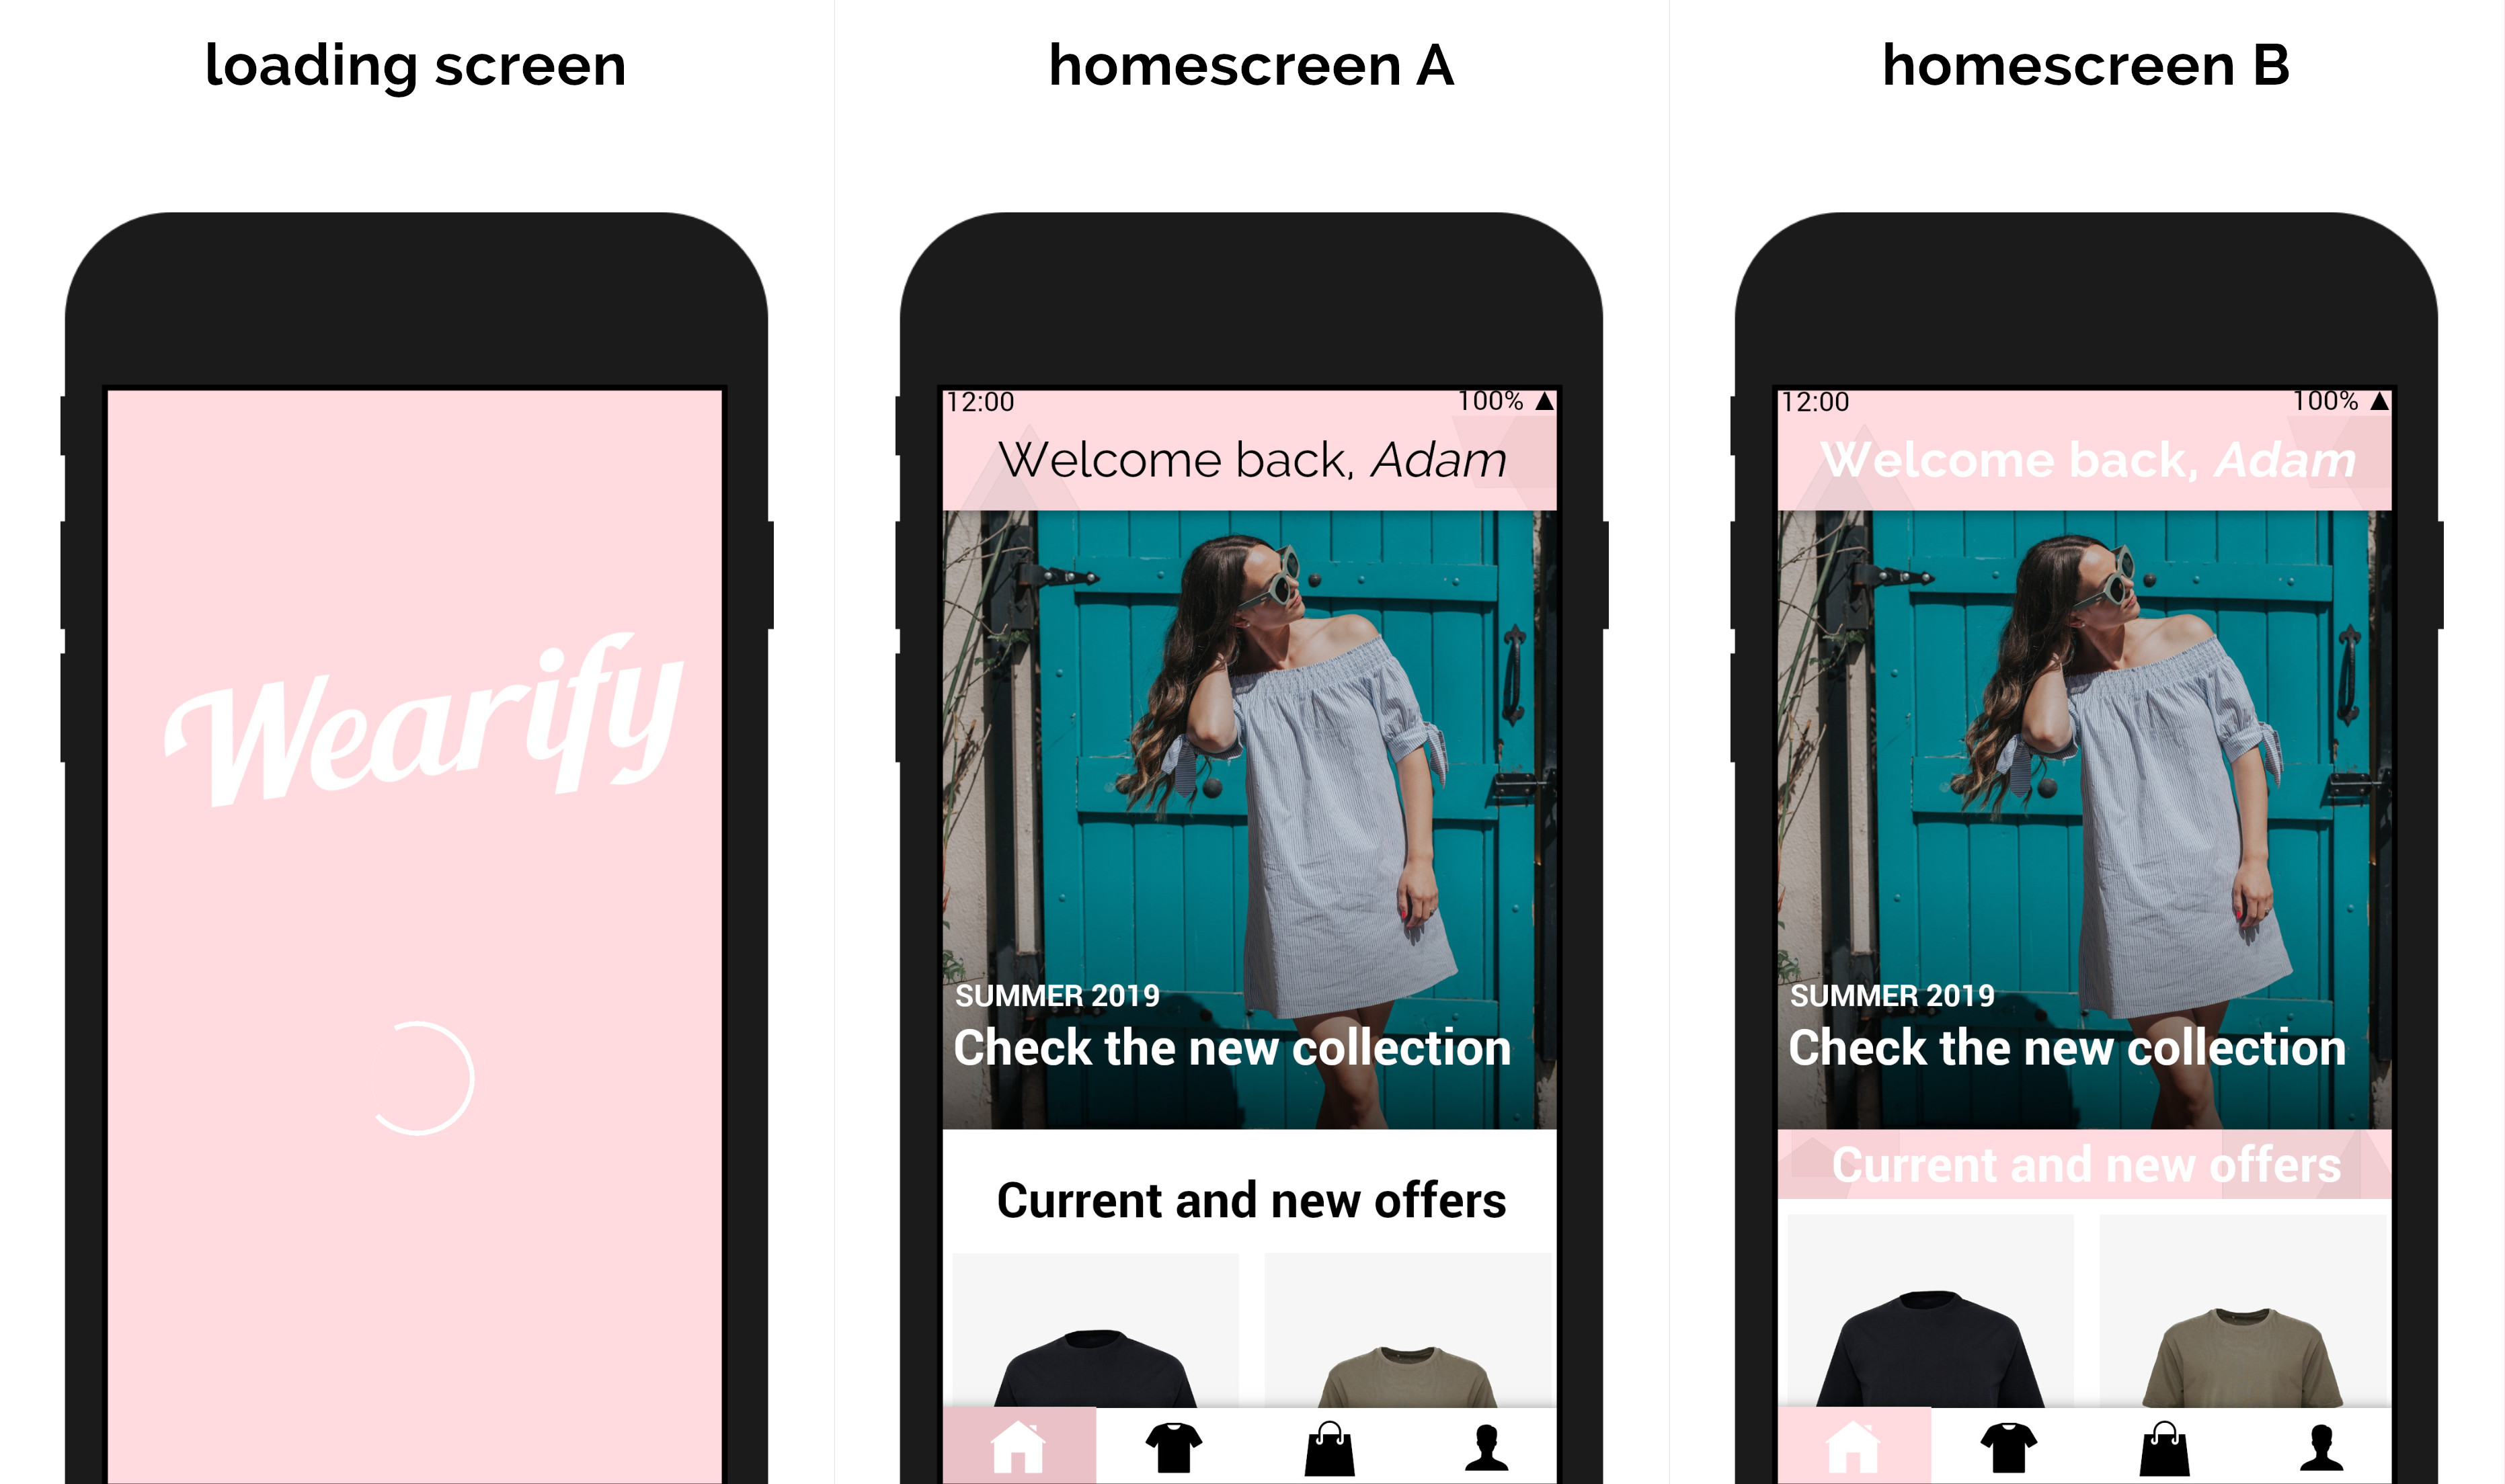 loading screen
homescreen A
homescreen B
Wearify
12:00 100%
Welcome back, Adam
SUMMER 2019
Check the new collection
Current and new offers
12:00 100%
Welcome back, Adam
SUMMER 2019
Check the new collection
Current and new offers